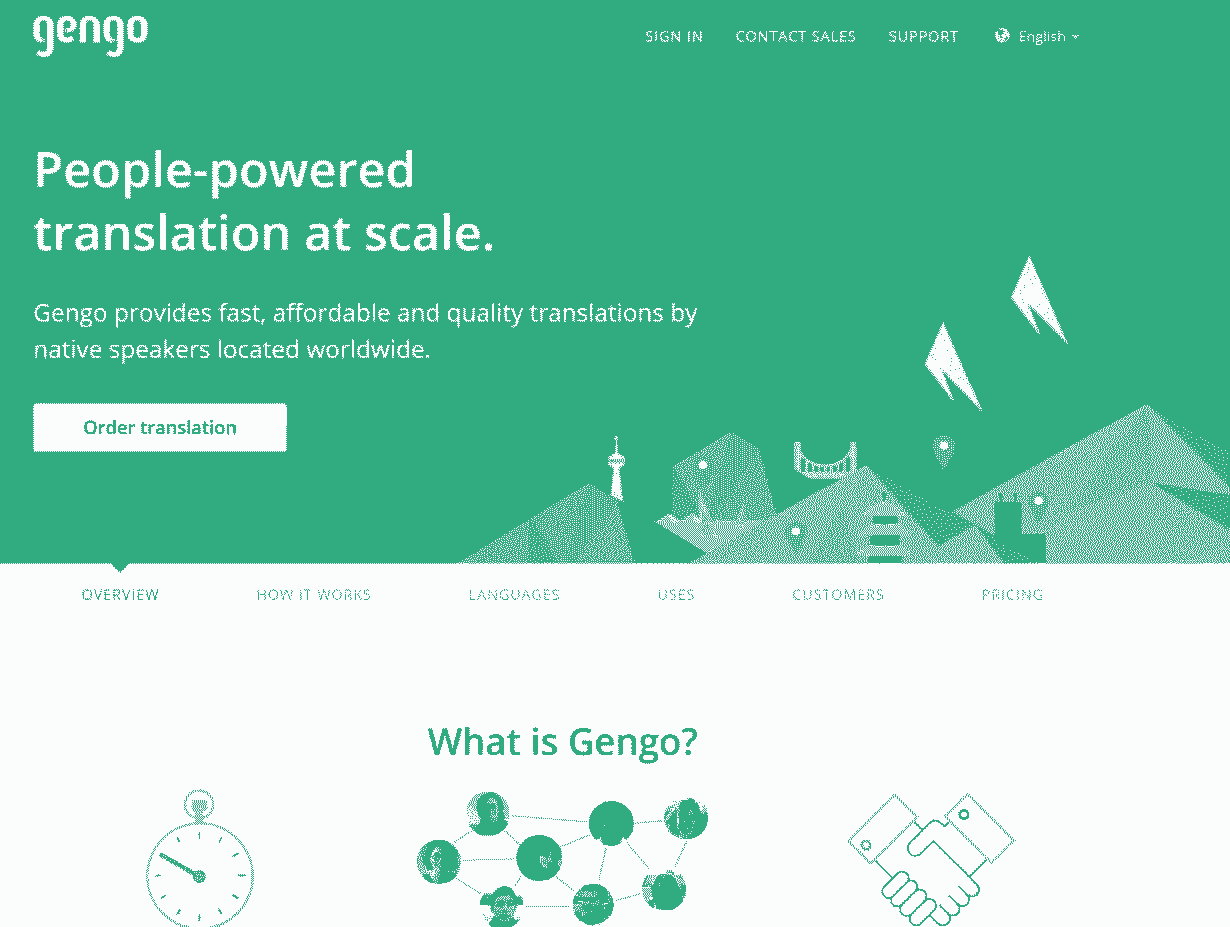 gengo
SIGN IN CONTACT SALES SUPPORT English
People-powered
translation at scale.
Gengo provides fast, affordable and quality translations by
native speakers located worldwide.
Order translation
OVERVIEW HOW IT WORKS LANGUAGES USES CUSTOMERS PRICING
What is Gengo?